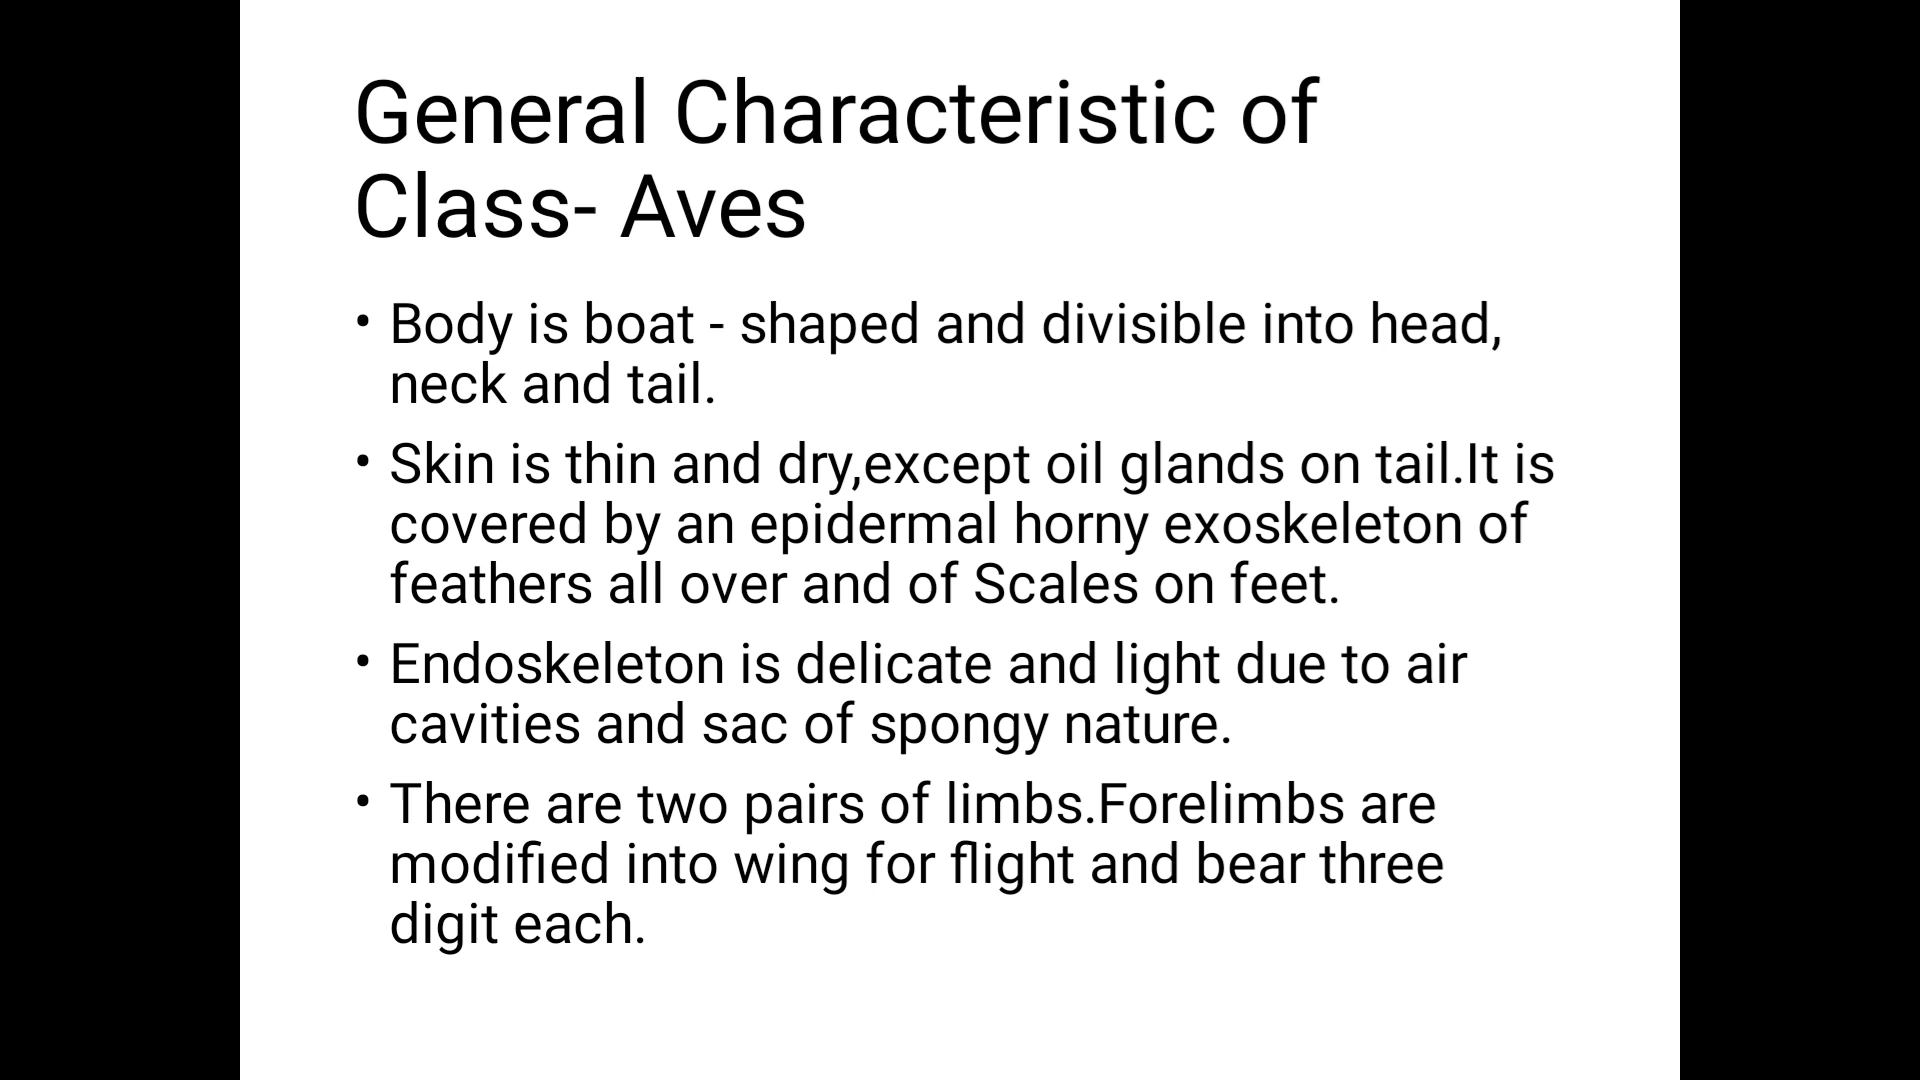 General Characteristic of
Class- Aves
• Body is boat - shaped and divisible into head,
neck and tail.
• Skin is thin and dry,except oil glands on tail.It is
covered by an epidermal horny exoskeleton of
feathers all over and of Scales on feet.
• Endoskeleton is delicate and light due to air
cavities and sac of spongy nature.
• There are two pairs of limbs.Forelimbs are
modified into wing for flight and bear three
digit each.